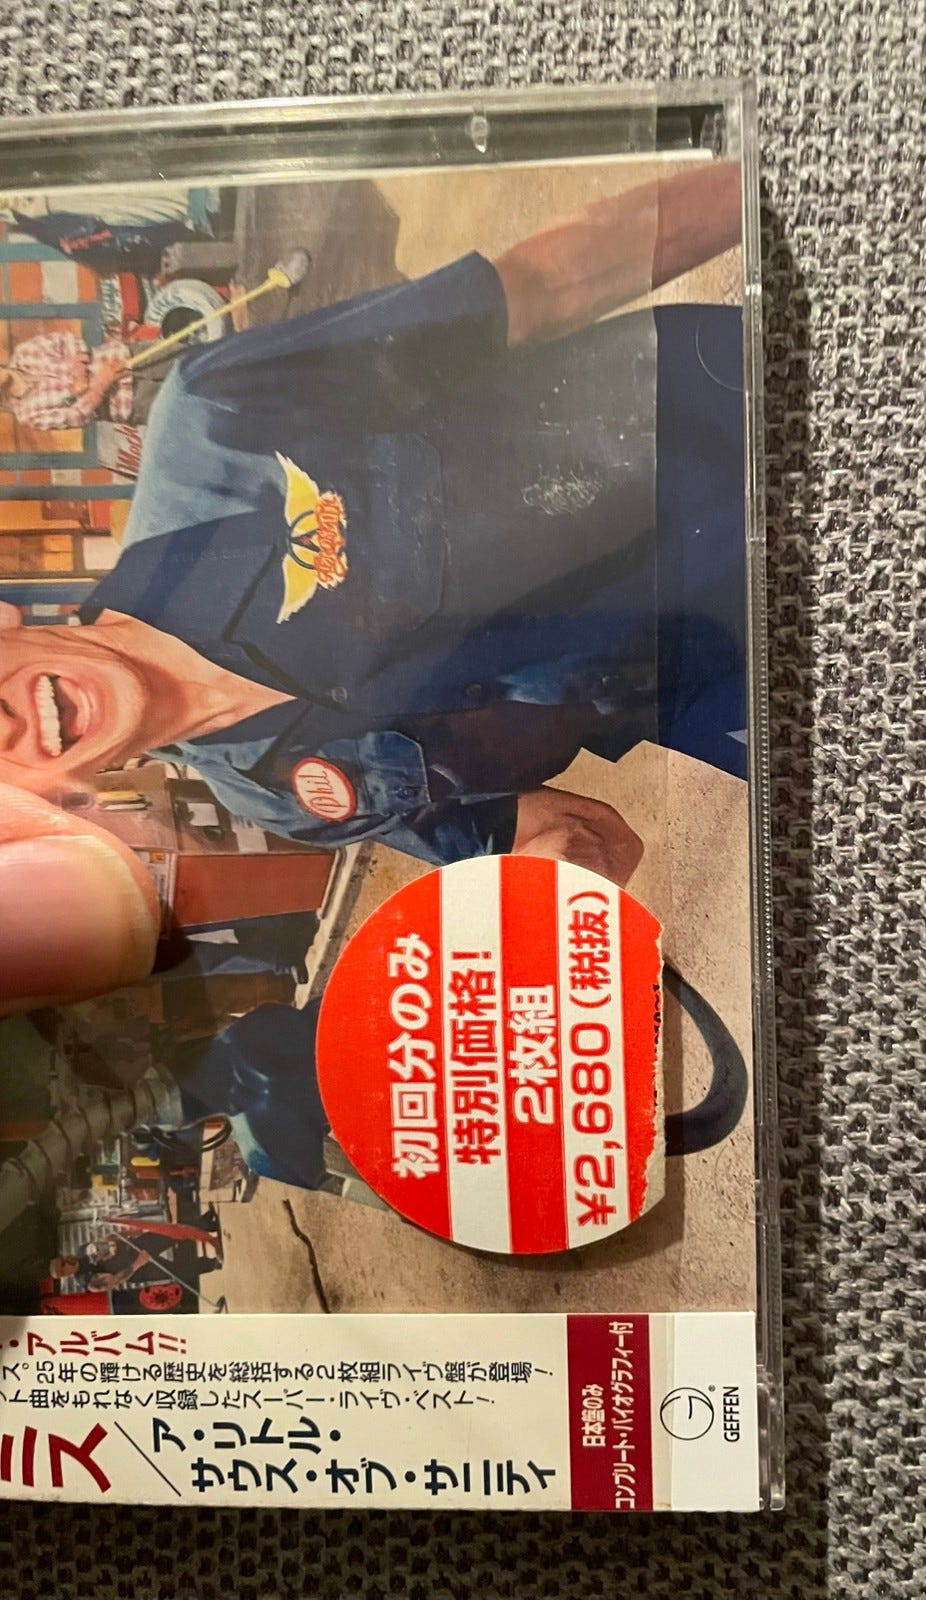 Mech
Aerosmith
Phil
初回分のみ
特別価格!
2枚組
¥2,680(税抜)
・アルバム!!
ス。25年の輝ける歴史を総括する2枚組ライヴ盤が登場!
ット曲をもれなく収録したスーパー・ライヴ・ベスト!
ミス/ア・リトル・
サウス・オブ・サニティ
日本盤のみ
コンプリート・バイオグラフィー付
GEFFEN®